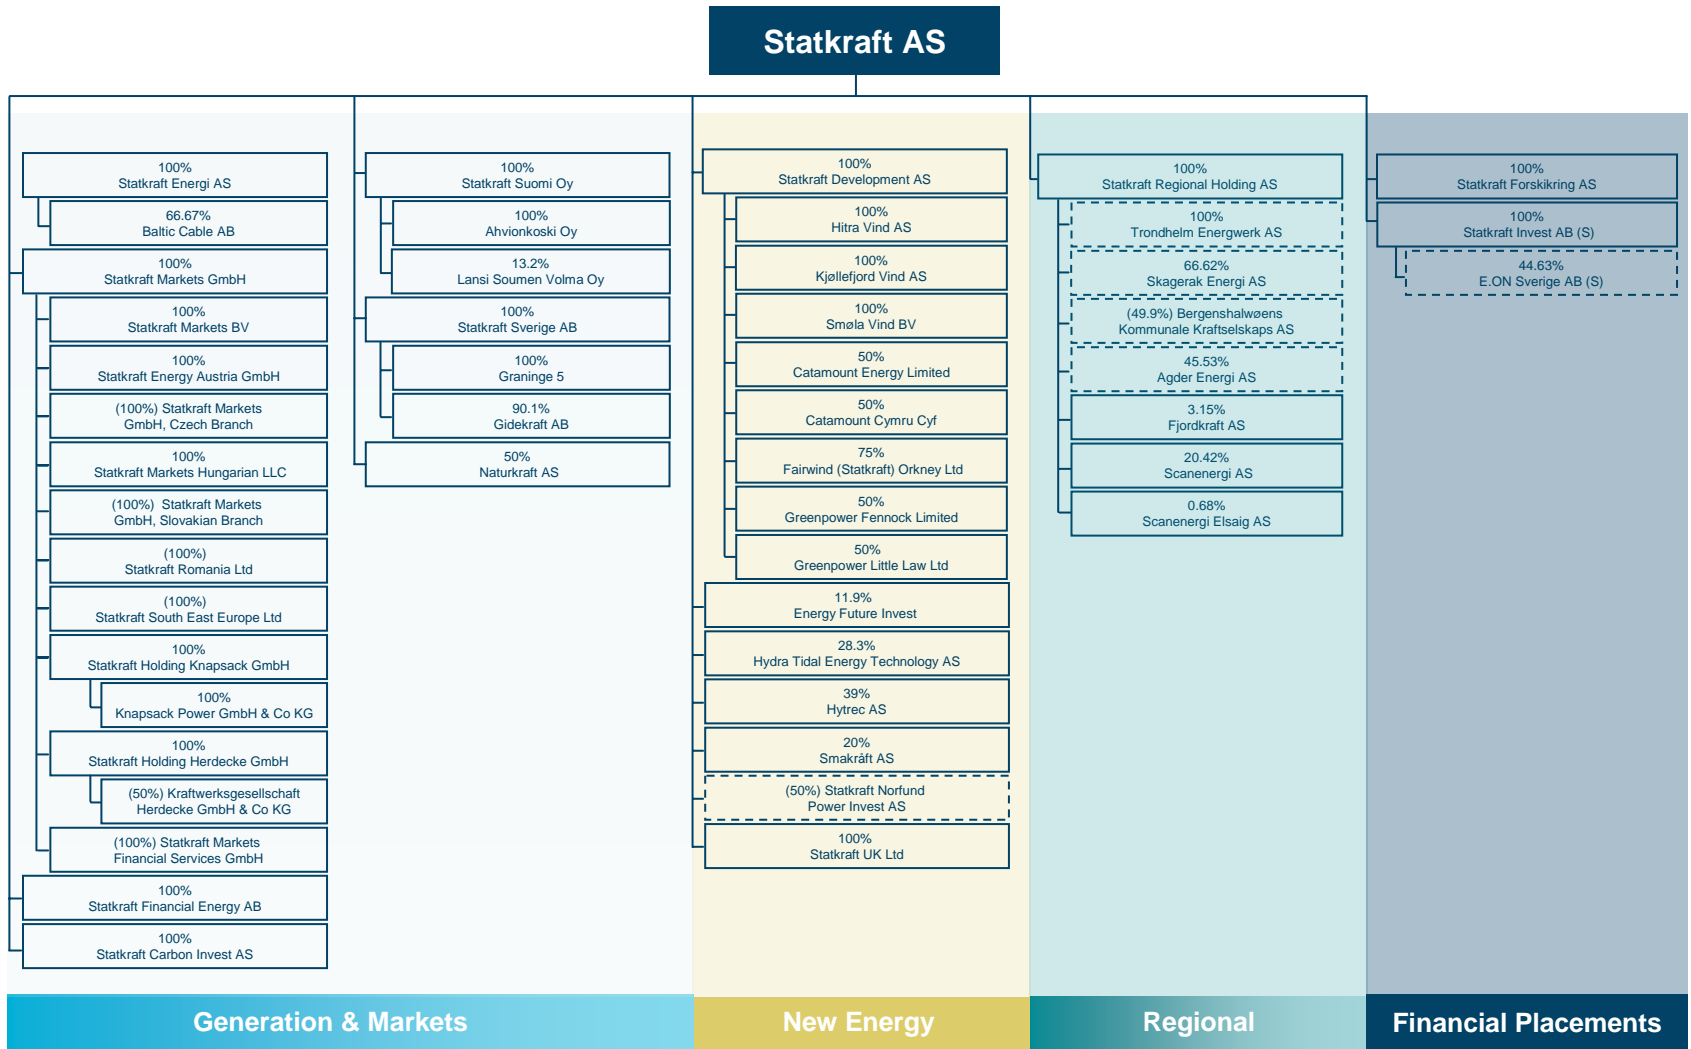 Statkraft AS
100%
Statkraft Energi AS
66.67%
Baltic Cable AB
100%
Statkraft Markets GmbH
100%
Statkraft Markets BV
100%
Statkraft Energy Austria GmbH
(100%) Statkraft Markets
GmbH, Czech Branch
100%
Statkraft Markets Hungarian LLC
(100%)  Statkraft Markets
GmbH, Slovakian Branch
(100%)
Statkraft Romania Ltd
(100%)
Statkraft South East Europe Ltd
100%
Statkraft Holding Knapsack GmbH
100%
Knapsack Power GmbH & Co KG
100%
Statkraft Holding Herdecke GmbH
(50%) Kraftwerksgesellschaft
Herdecke GmbH & Co KG
(100%) Statkraft Markets
Financial Services GmbH
100%
Statkraft Financial Energy AB
100%
Statkraft Carbon Invest AS
100%
Statkraft Suomi Oy
100%
Ahvionkoski Oy
13.2%
Lansi Soumen Volma Oy
100%
Statkraft Sverige AB
100%
Graninge 5
90.1%
Gidekraft AB
50%
Naturkraft AS
100%
Statkraft Development AS
100%
Hitra Vind AS
100%
Kjøllefjord Vind AS
100%
Smøla Vind BV
50%
Catamount Energy Limited
50%
Catamount Cymru Cyf
75%
Fairwind (Statkraft) Orkney Ltd
50%
Greenpower Fennock Limited
50%
Greenpower Little Law Ltd
11.9%
Energy Future Invest
28.3%
Hydra Tidal Energy Technology AS
39%
Hytrec AS
20%
Smakråft AS
(50%) Statkraft Norfund
Power Invest AS
100%
Statkraft UK Ltd
100%
Statkraft Regional Holding AS
100%
Trondhelm Energwerk AS
66.62%
Skagerak Energi AS
(49.9%) Bergenshalwøens
Kommunale Kraftselskaps AS
45.53%
Agder Energi AS
3.15%
Fjordkraft AS
20.42%
Scanenergi AS
0.68%
Scanenergi Elsaig AS
100%
Statkraft Forskikring AS
100%
Statkraft Invest AB (S)
44.63%
E.ON Sverige AB (S)
Generation & Markets
New Energy
Regional
Financial Placements